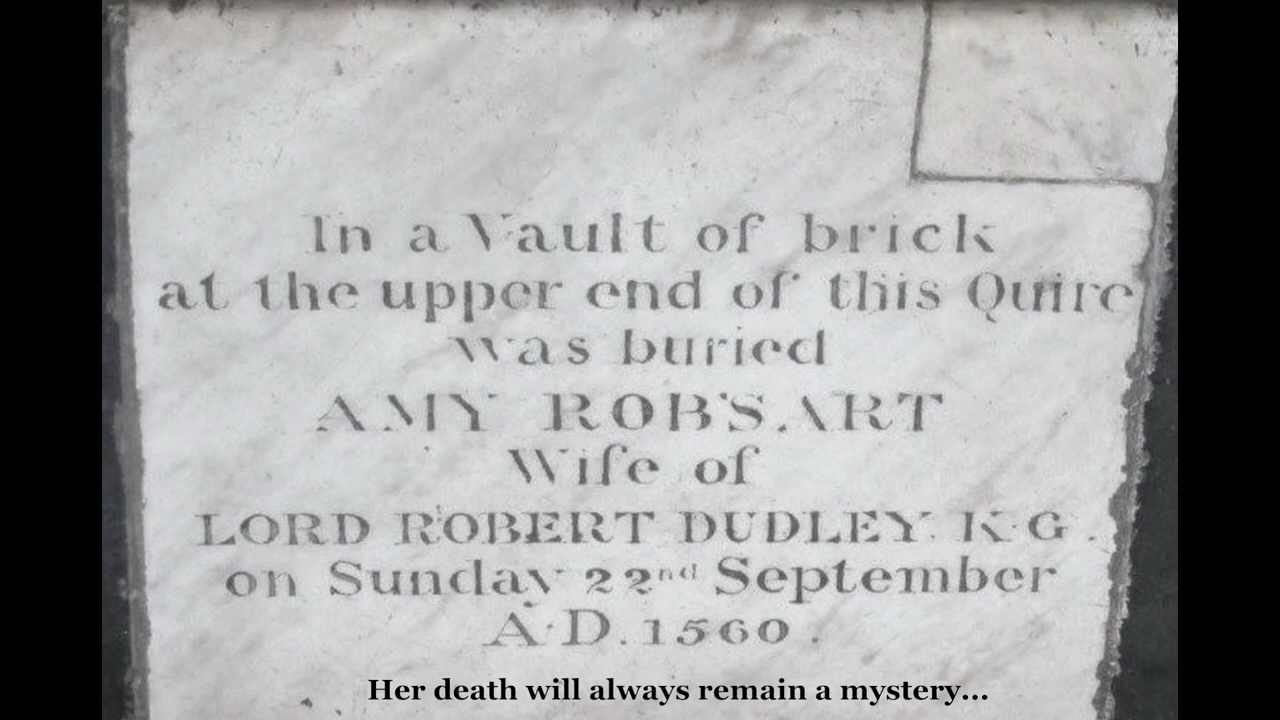 In a Vault of brick
at the upper end of this Quire
was buried
AMY ROBSART
Wife of
LORD ROBERT DUDLEY. K.G.
on Sunday 22nd September
A.D. 1560.
Her death will always remain a mystery...